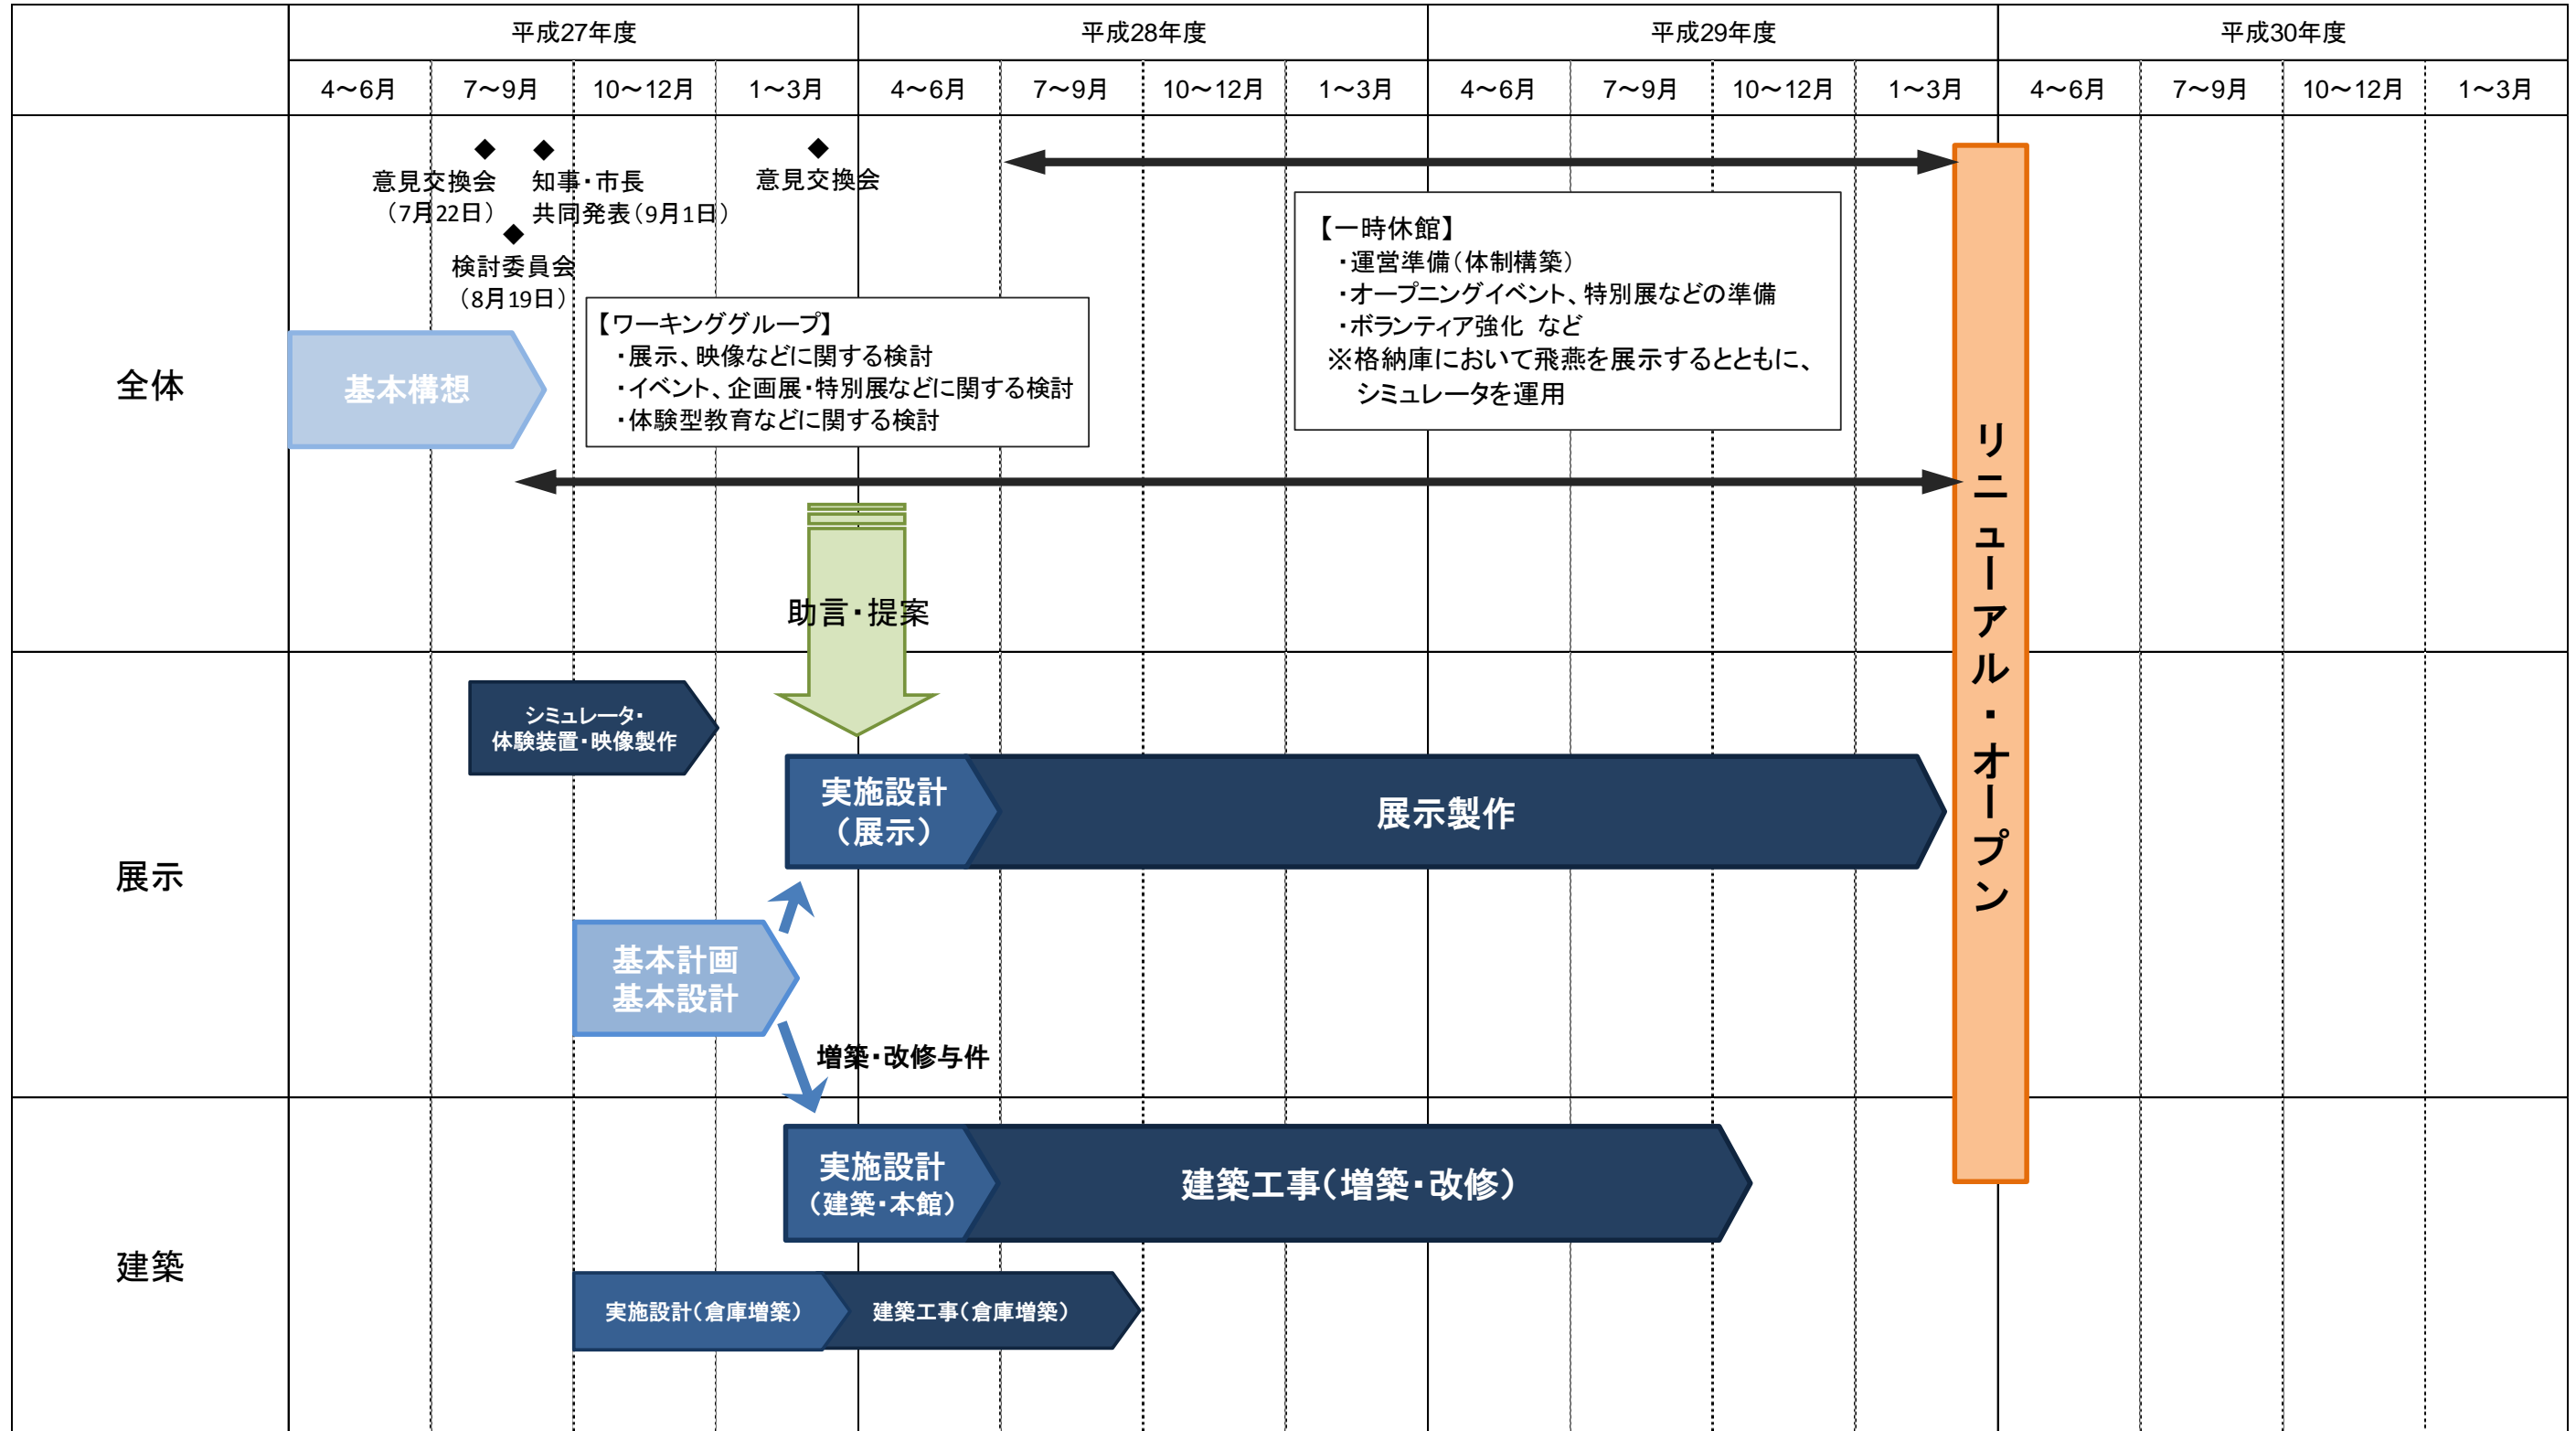 平成27年度
平成28年度
平成29年度
平成30年度
4～6月
7～9月
10～12月
1～3月
4～6月
7～9月
10～12月
1～3月
4～6月
7～9月
10～12月
1～3月
4～6月
7～9月
10～12月
1～3月
全体
意見交換会
（7月22日）
知事・市長
共同発表（9月1日）
検討委員会
（8月19日）
意見交換会
基本構想
【ワーキンググループ】
・展示、映像などに関する検討
・イベント、企画展・特別展などに関する検討
・体験型教育などに関する検討
【一時休館】
・運営準備（体制構築）
・オープニングイベント、特別展などの準備
・ボランティア強化 など
※格納庫において飛燕を展示するとともに、
シミュレータを運用
助言・提案
リニューアル・オープン
展示
シミュレータ・
体験装置・映像製作
実施設計
（展示）
展示製作
基本計画
基本設計
増築・改修与件
建築
実施設計
（建築・本館）
建築工事（増築・改修）
実施設計（倉庫増築）
建築工事（倉庫増築）